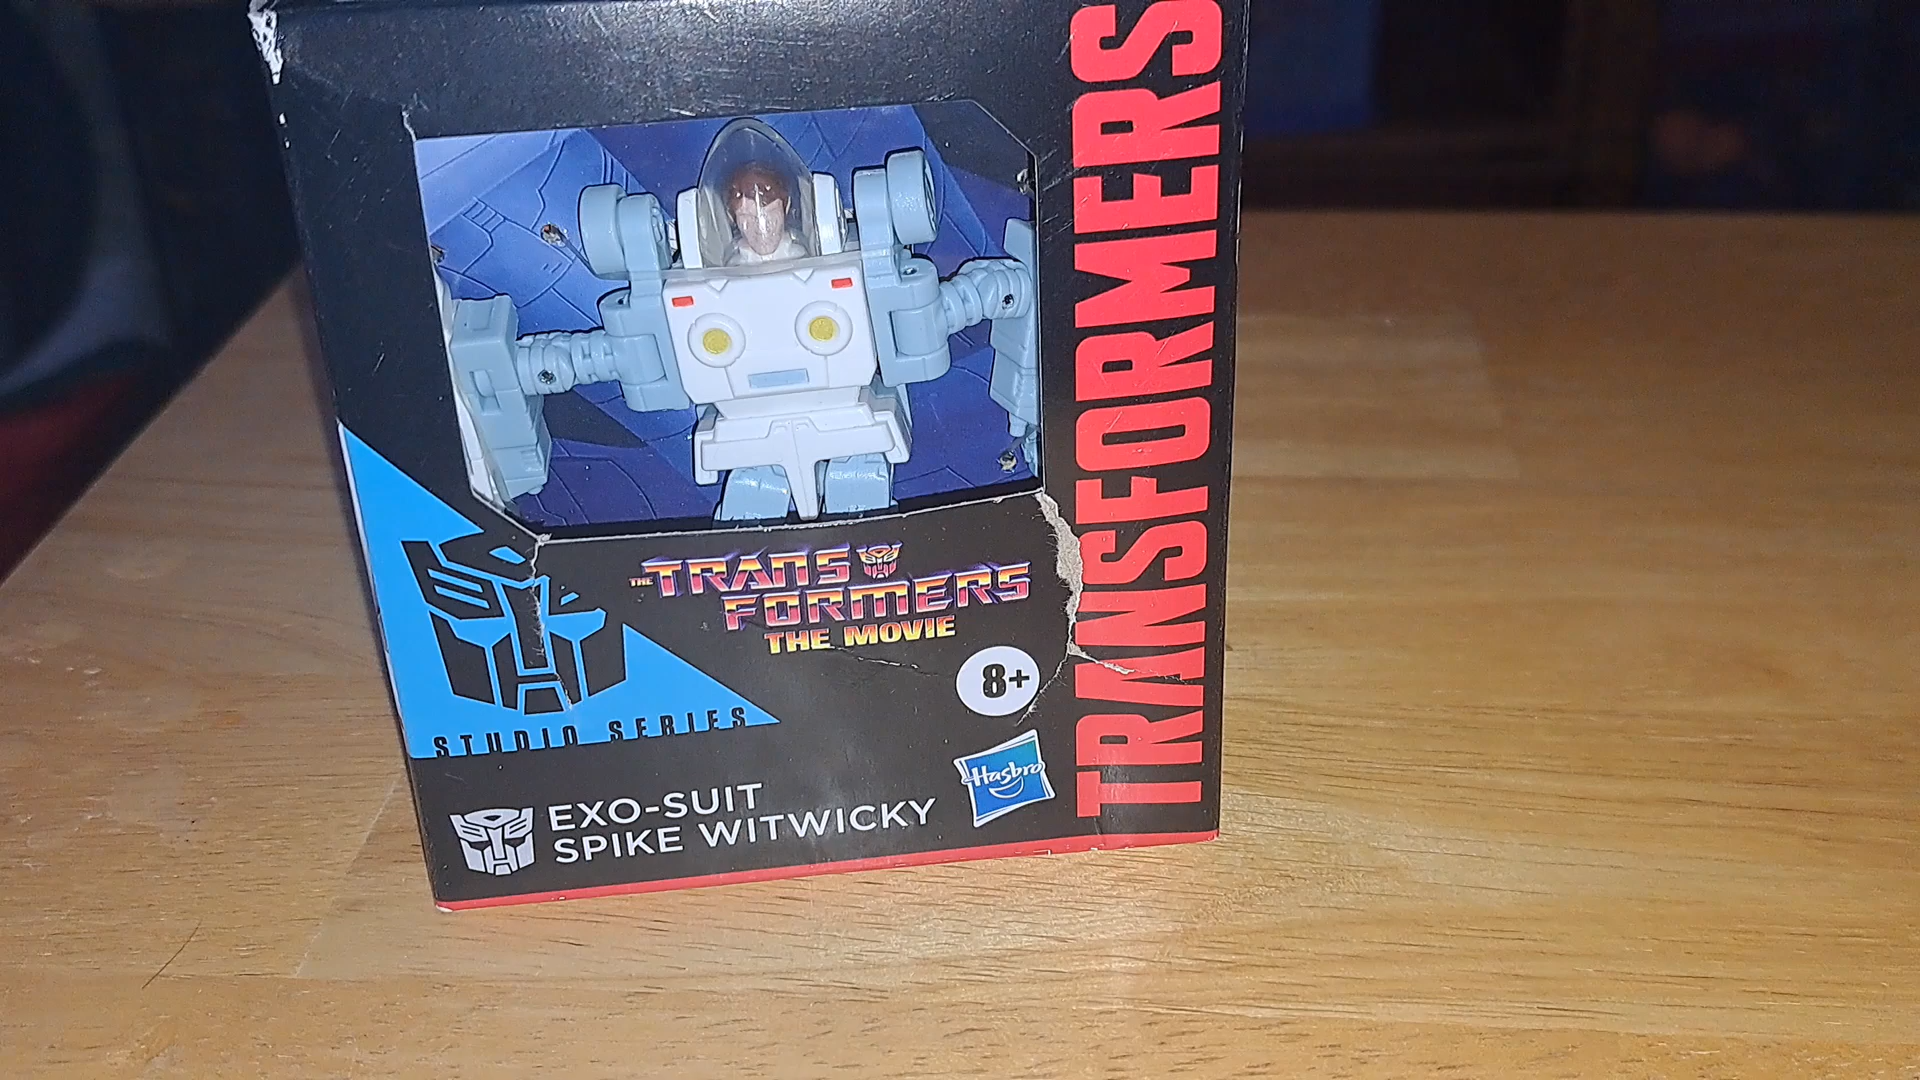 TRANSFORMERS
THE TRANS
FORMERS
THE MOVIE
8+
STUDIO SERIES
Hasbro
EXO-SUIT
SPIKE WITWICKY